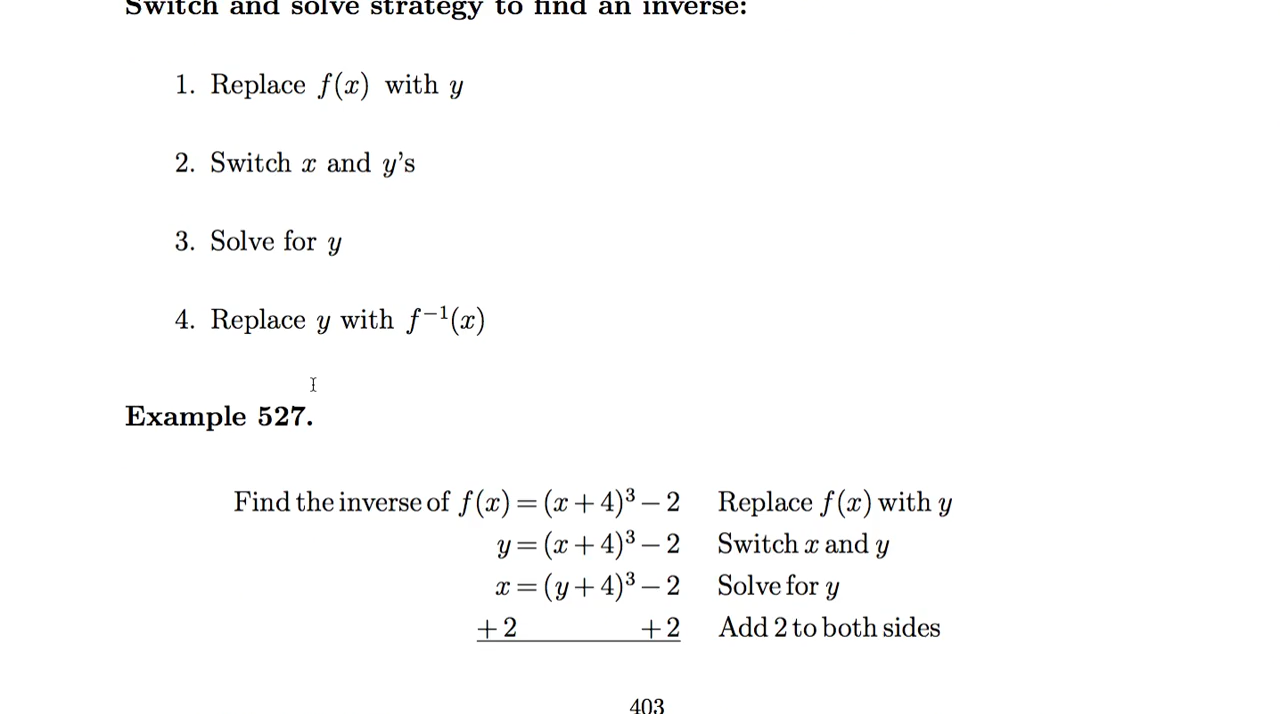 Switch and solve strategy to find an inverse:
1. Replace f(x) with y
2. Switch x and y's
3. Solve for y
4. Replace y with f⁻¹(x)
Example 527.
Find the inverse of f(x) = (x + 4)³ − 2 Replace f(x) with y
y = (x + 4)³ − 2 Switch x and y
x = (y + 4)³ − 2 Solve for y
+ 2 + 2 Add 2 to both sides
403